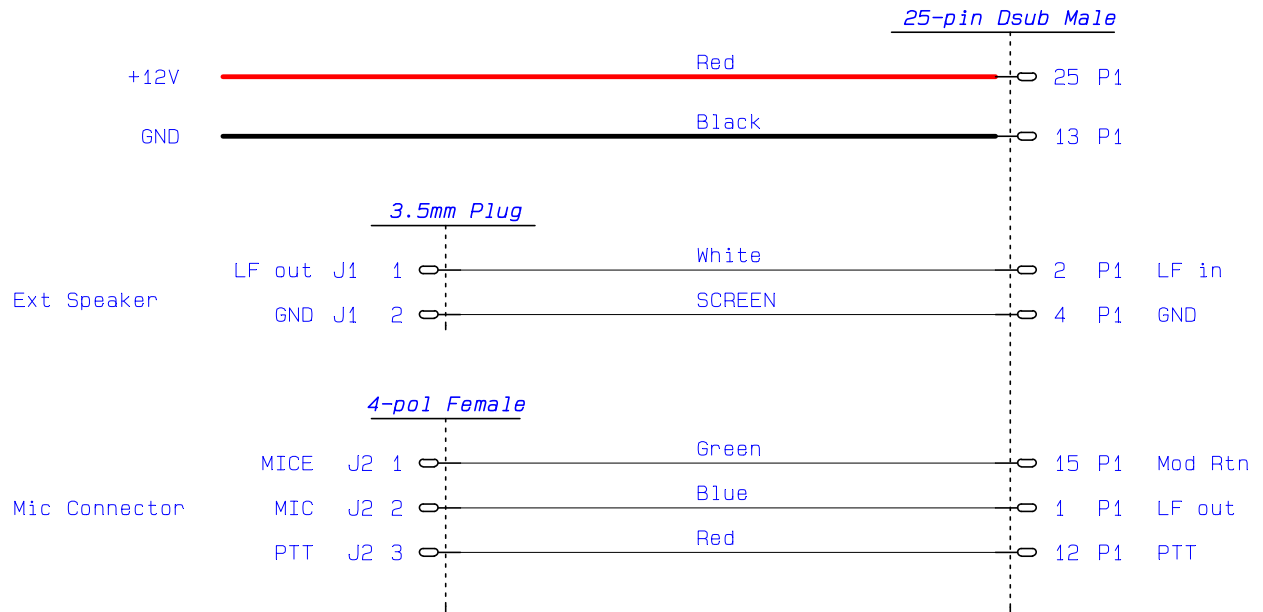 25-pin Dsub Male
Red
+12V 25 P1
Black
GND 13 P1
3.5mm Plug
White
LF out J1 1 2 P1 LF in
Ext Speaker SCREEN
GND J1 2 4 P1 GND
4-pol Female
Green
MICE J2 1 15 P1 Mod Rtn
Blue
Mic Connector MIC J2 2 1 P1 LF out
Red
PTT J2 3 12 P1 PTT